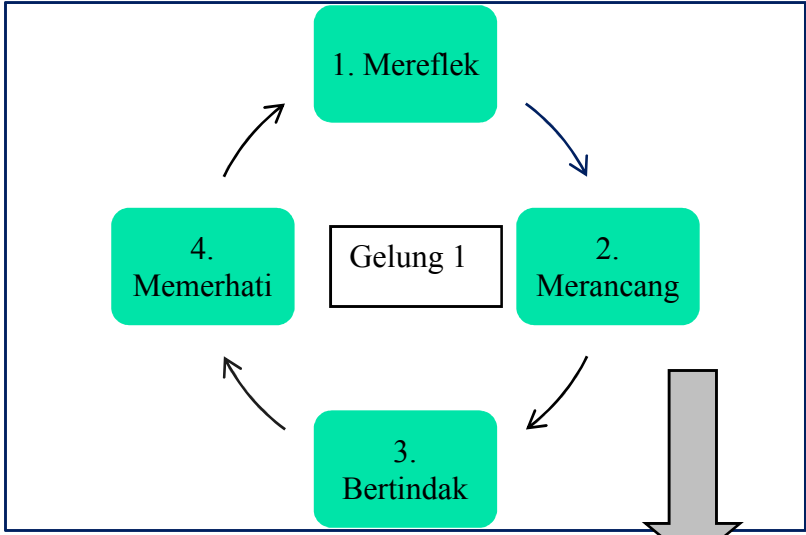 1. Mereflek
2.
Merancang
3.
Bertindak
4.
Memerhati
Gelung 1